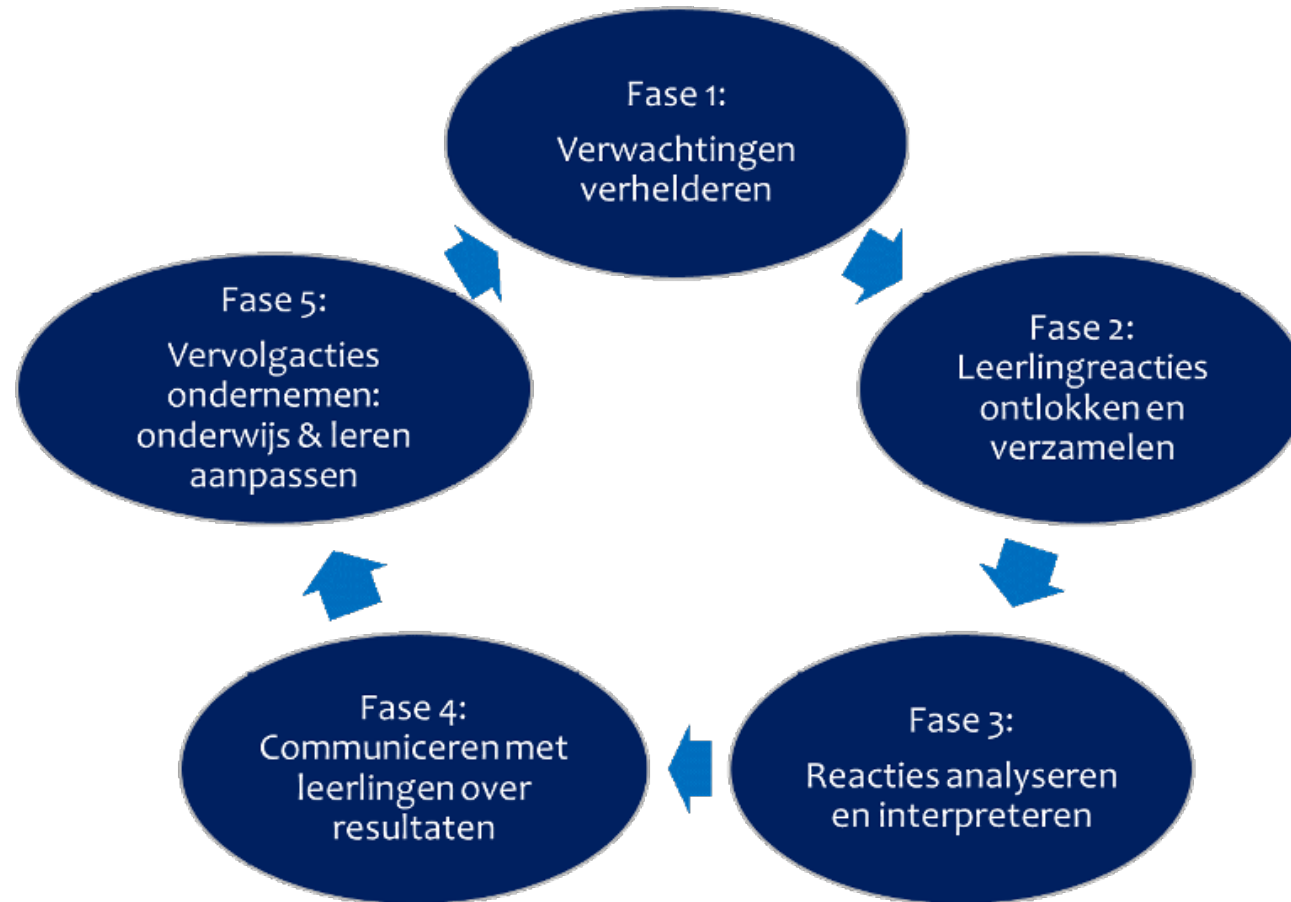 Fase 1:
Verwachtingen
verhelderen
Fase 2:
Leerlingreacties
ontlokken en
verzamelen
Fase 3:
Reacties analyseren
en interpreteren
Fase 4:
Communiceren met
leerlingen over
resultaten
Fase 5:
Vervolgacties
ondernemen:
onderwijs & leren
aanpassen